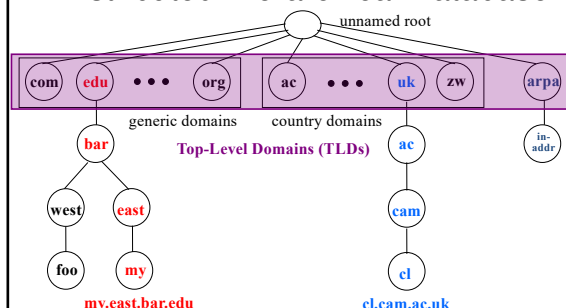 unnamed root
com edu • • • org ac • • • uk zw arpa
generic domains country domains
bar Top-Level Domains (TLDs) ac in-
addr
west east cam
foo my cl
my.east.bar.edu cl.cam.ac.uk